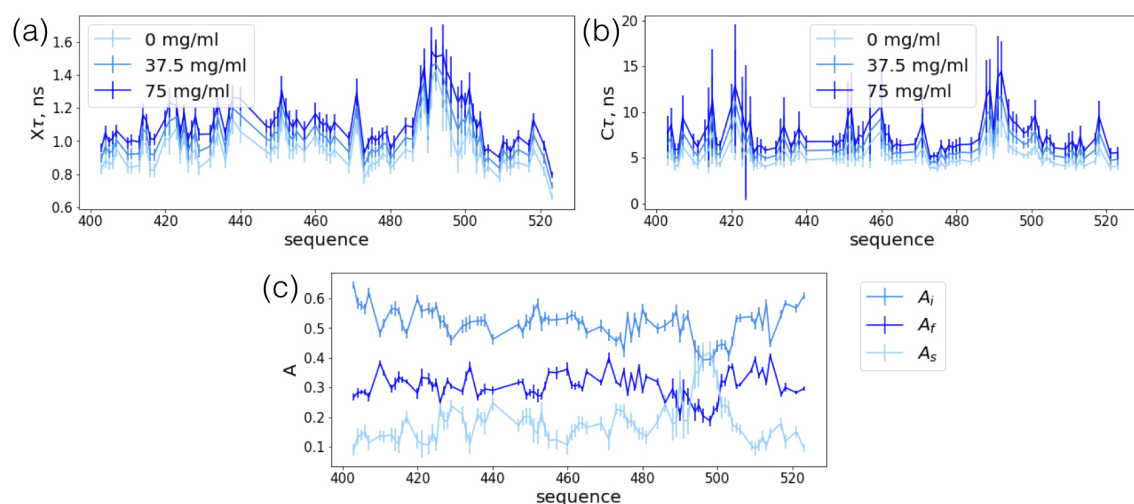 (a)
1.6
1.4
1.2
1.0
0.8
0.6
Xτ, ns
0 mg/ml
37.5 mg/ml
75 mg/ml
400 420 440 460 480 500 520
sequence
(b)
20
15
10
5
0
Cτ, ns
0 mg/ml
37.5 mg/ml
75 mg/ml
400 420 440 460 480 500 520
sequence
(c)
0.6
0.5
0.4
0.3
0.2
0.1
A
400 420 440 460 480 500 520
sequence
A_i
A_f
A_s